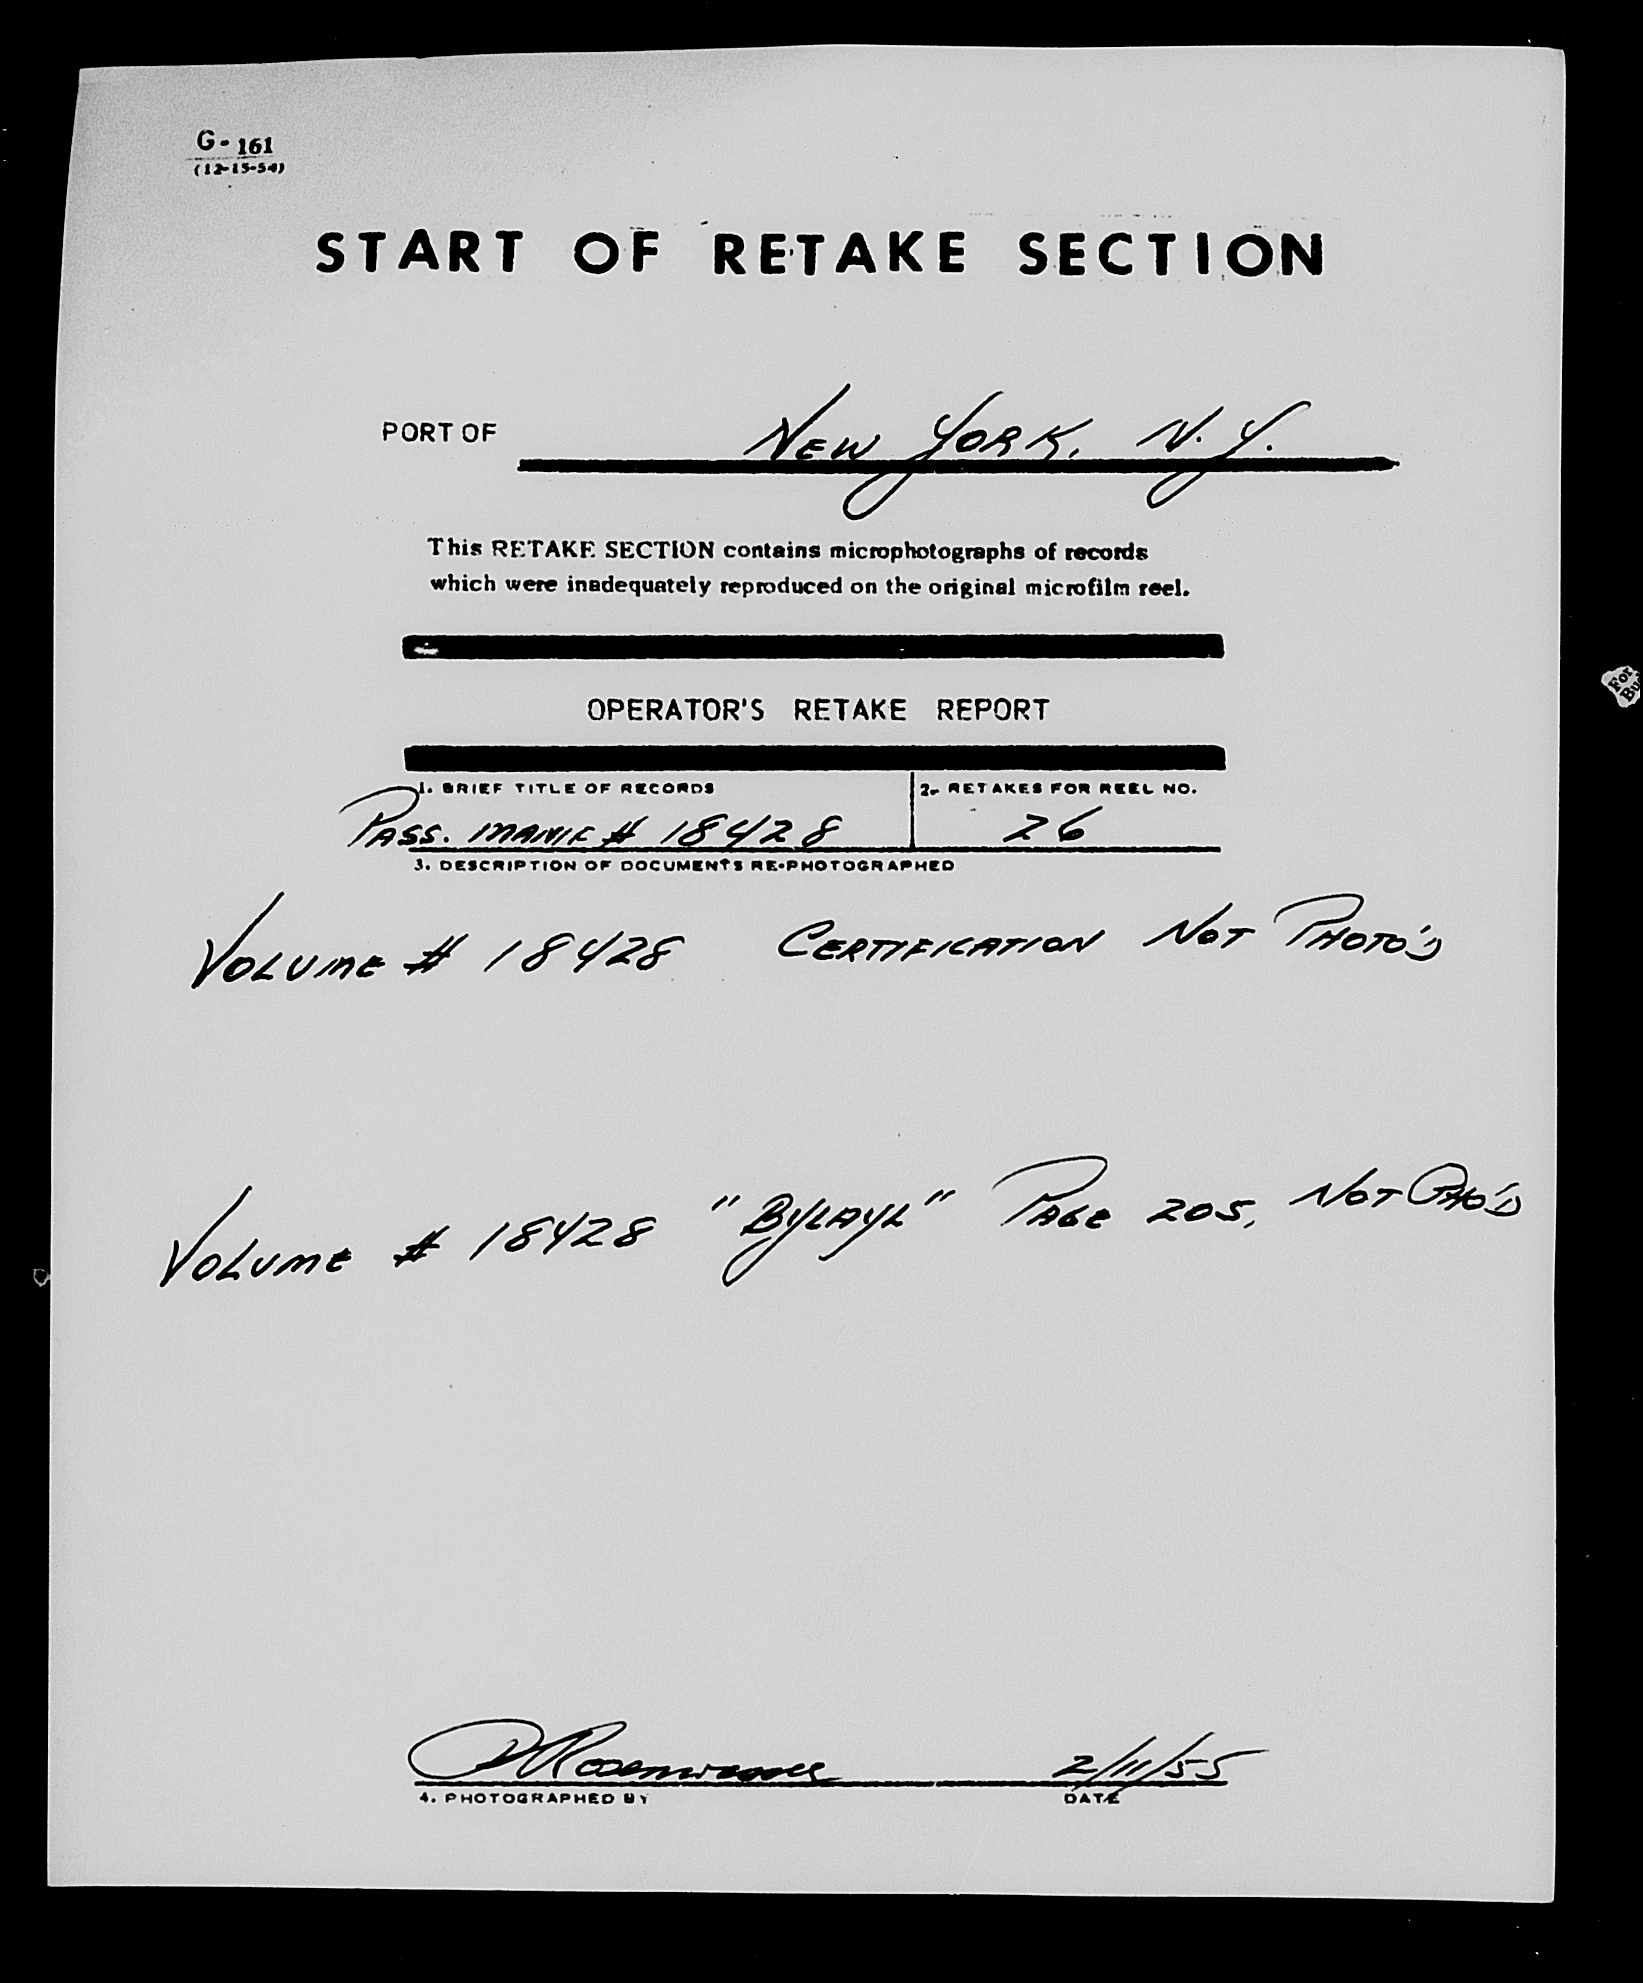 G-161
(12-15-54)
START OF RETAKE SECTION
PORT OF NEW YORK, N.Y.
This RETAKE SECTION contains microphotographs of records
which were inadequately reproduced on the original microfilm reel.
OPERATOR'S RETAKE REPORT
1. BRIEF TITLE OF RECORDS 2. RETAKES FOR REEL NO.
PASS. MANIF # 18428 26
3. DESCRIPTION OF DOCUMENTS RE-PHOTOGRAPHED
VOLUME # 18428 CERTIFICATION NOT PHOTO'D
VOLUME # 18428 "BYLAYL" PAGE 205, NOT PHO'D
2/11/55
4. PHOTOGRAPHED BY DATE
For